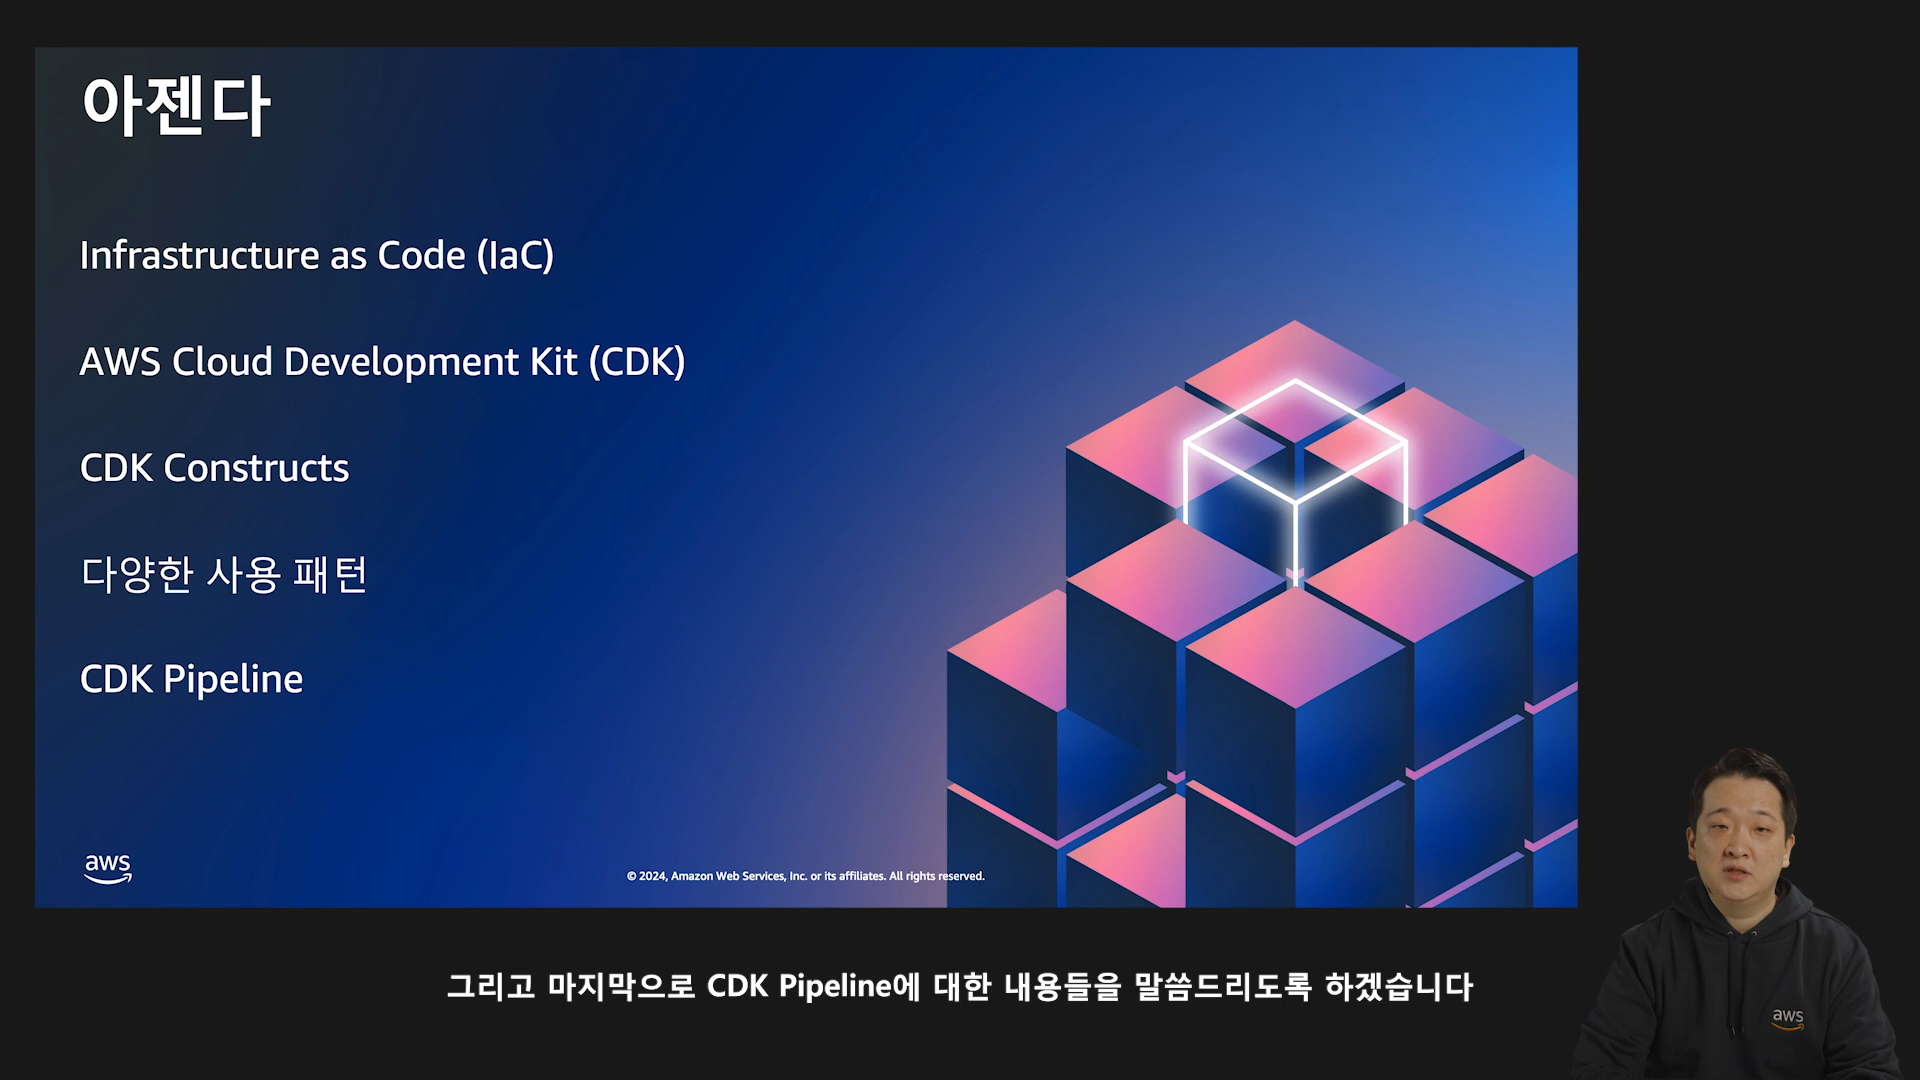 아젠다
Infrastructure as Code (IaC)
AWS Cloud Development Kit (CDK)
CDK Constructs
다양한 사용 패턴
CDK Pipeline
aws
© 2024, Amazon Web Services, Inc. or its affiliates. All rights reserved.
그리고 마지막으로 CDK Pipeline에 대한 내용들을 말씀드리도록 하겠습니다
aws